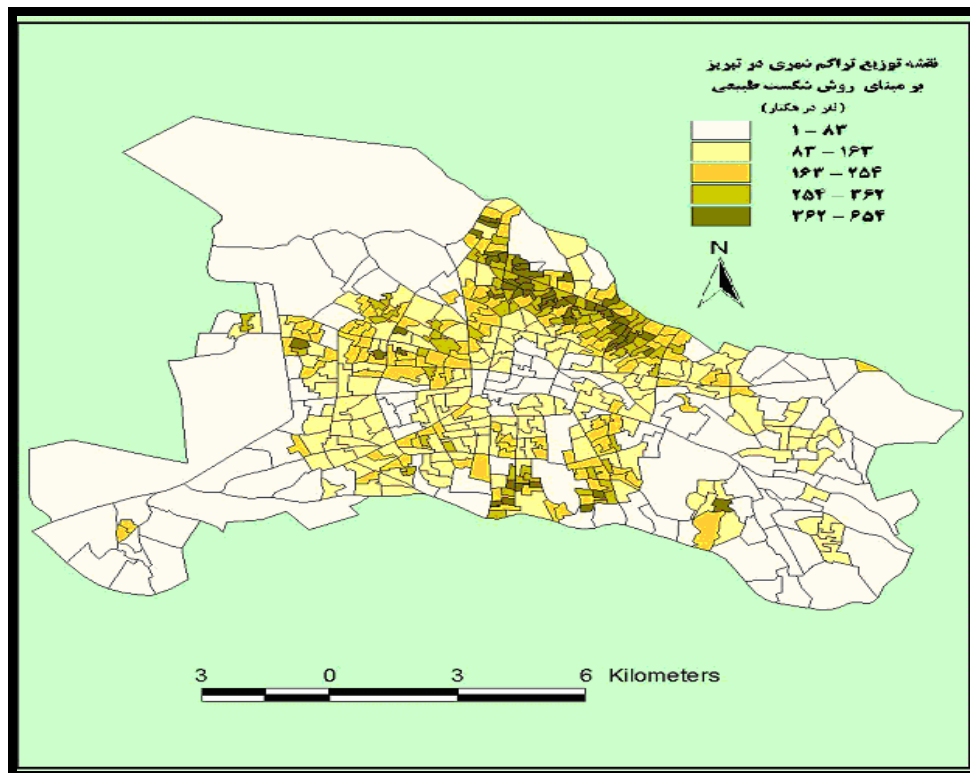 نقشه توزیع تراکم شهری در تبریز
بر مبنای روش شکست طبیعی
(نفر در هکتار)
۱ - ۸۳
۸۳ - ۱۶۳
۱۶۳ - ۲۵۴
۲۵۴ - ۳۶۲
۳۶۲ - ۶۵۴
N
3 0 3 6 Kilometers